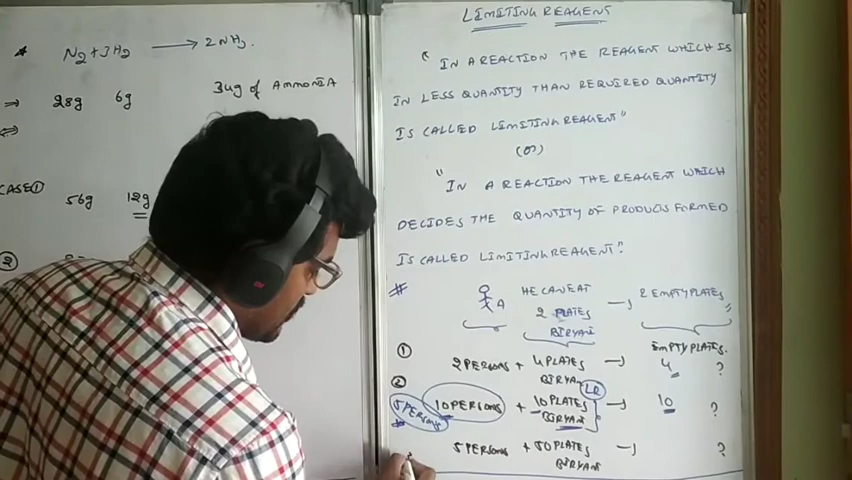 * N2+3H2 → 2NH3.
⇒ 28g 6g 34g of AMMONIA
⇔
CASE① 56g 12g
②
LIMITING REAGENT
" IN A REACTION THE REAGENT WHICH IS
IN LESS QUANTITY THAN REQUIRED QUANTITY
IS CALLED LIMITING REAGENT"
(or)
"IN A REACTION THE REAGENT WHICH
DECIDES THE QUANTITY OF PRODUCTS FORMED
IS CALLED LIMITING REAGENT."
# A HE CAN EAT
2 PLATES → 2 EMPTY PLATES
BIRYANI
① EMPTY PLATES.
2 PERSONS + 4 PLATES → 4 ?
BIRYANI
② LR
5 PERSONS 10 PERSONS + 10 PLATES → 10 ?
BIRYANI
#
5 PERSONS + 50 PLATES → ?
BIRYANI